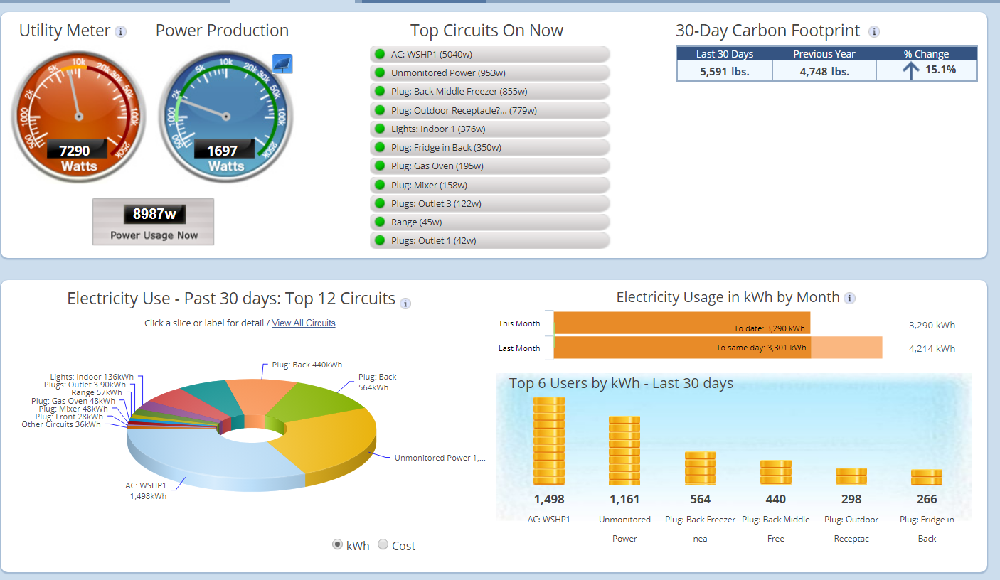 Utility Meter
Power Production
Top Circuits On Now
30-Day Carbon Footprint
500
1000
2k
5k
10k
20k
30k
50k
100k
250k
7290
Watts
500
1000
2k
5k
10k
20k
30k
50k
100k
250k
1697
Watts
8987w
Power Usage Now
AC: WSHP1 (5040w)
Unmonitored Power (953w)
Plug: Back Middle Freezer (855w)
Plug: Outdoor Receptacle?... (779w)
Lights: Indoor 1 (376w)
Plug: Fridge in Back (350w)
Plug: Gas Oven (195w)
Plug: Mixer (158w)
Plugs: Outlet 3 (122w)
Range (45w)
Plugs: Outlet 1 (42w)
Last 30 Days Previous Year % Change
5,591 lbs. 4,748 lbs. 15.1%
Electricity Use - Past 30 days: Top 12 Circuits
Click a slice or label for detail / View All Circuits
Plug: Back 440kWh
Plug: Back
564kWh
Lights: Indoor 136kWh
Plugs: Outlet 3 90kWh
Range 57kWh
Plug: Gas Oven 48kWh
Plug: Mixer 48kWh
Plug: Front 28kWh
Other Circuits 36kWh
Unmonitored Power 1,...
AC: WSHP1
1,498kWh
kWh Cost
Electricity Usage in kWh by Month
This Month To date: 3,290 kWh 3,290 kWh
Last Month To same day: 3,301 kWh 4,214 kWh
Top 6 Users by kWh - Last 30 days
1,498 1,161 564 440 298 266
AC: WSHP1 Unmonitored Plug: Back Freezer Plug: Back Middle Plug: Outdoor Plug: Fridge in
Power nea Free Receptac Back